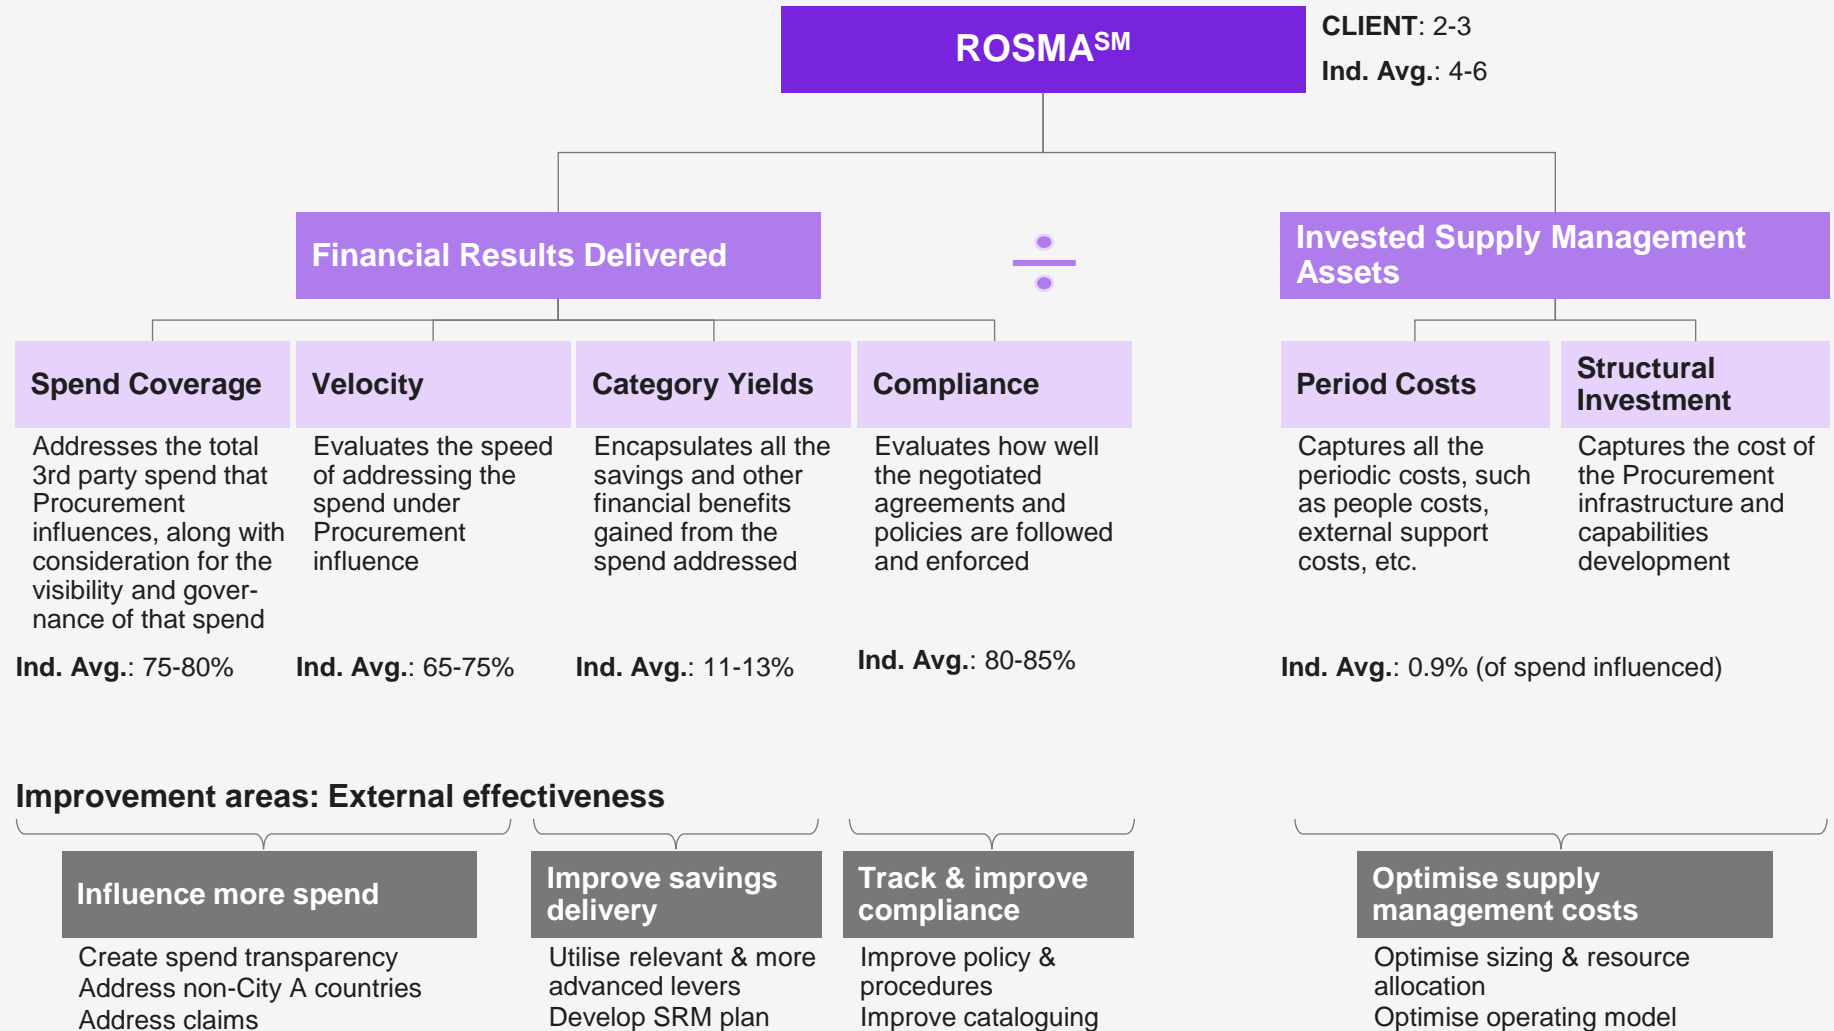 ROSMASM
CLIENT: 2-3
Ind. Avg.: 4-6
Financial Results Delivered
Invested Supply Management
Assets
Spend Coverage
Addresses the total
3rd party spend that
Procurement
influences, along with
consideration for the
visibility and gover-
nance of that spend
Ind. Avg.: 75-80%
Velocity
Evaluates the speed
of addressing the
spend under
Procurement
influence
Ind. Avg.: 65-75%
Category Yields
Encapsulates all the
savings and other
financial benefits
gained from the
spend addressed
Ind. Avg.: 11-13%
Compliance
Evaluates how well
the negotiated
agreements and
policies are followed
and enforced
Ind. Avg.: 80-85%
Period Costs
Captures all the
periodic costs, such
as people costs,
external support
costs, etc.
Structural
Investment
Captures the cost of
the Procurement
infrastructure and
capabilities
development
Ind. Avg.: 0.9% (of spend influenced)
Improvement areas: External effectiveness
Influence more spend
Create spend transparency
Address non-City A countries
Address claims
Improve savings
delivery
Utilise relevant & more
advanced levers
Develop SRM plan
Track & improve
compliance
Improve policy &
procedures
Improve cataloguing
Optimise supply
management costs
Optimise sizing & resource
allocation
Optimise operating model